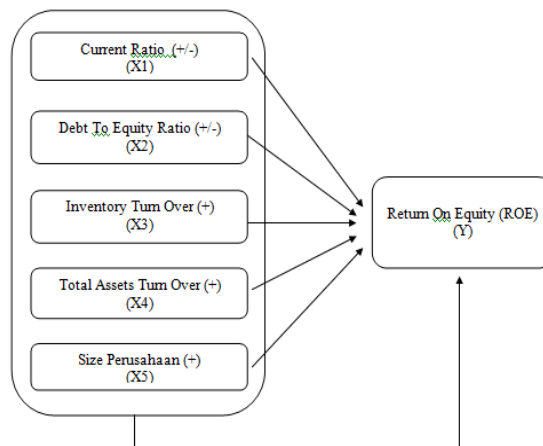 Current Ratio (+/-)
(X1)
Debt To Equity Ratio (+/-)
(X2)
Inventory Turn Over (+)
(X3)
Total Assets Turn Over (+)
(X4)
Size Perusahaan (+)
(X5)
Return On Equity (ROE)
(Y)